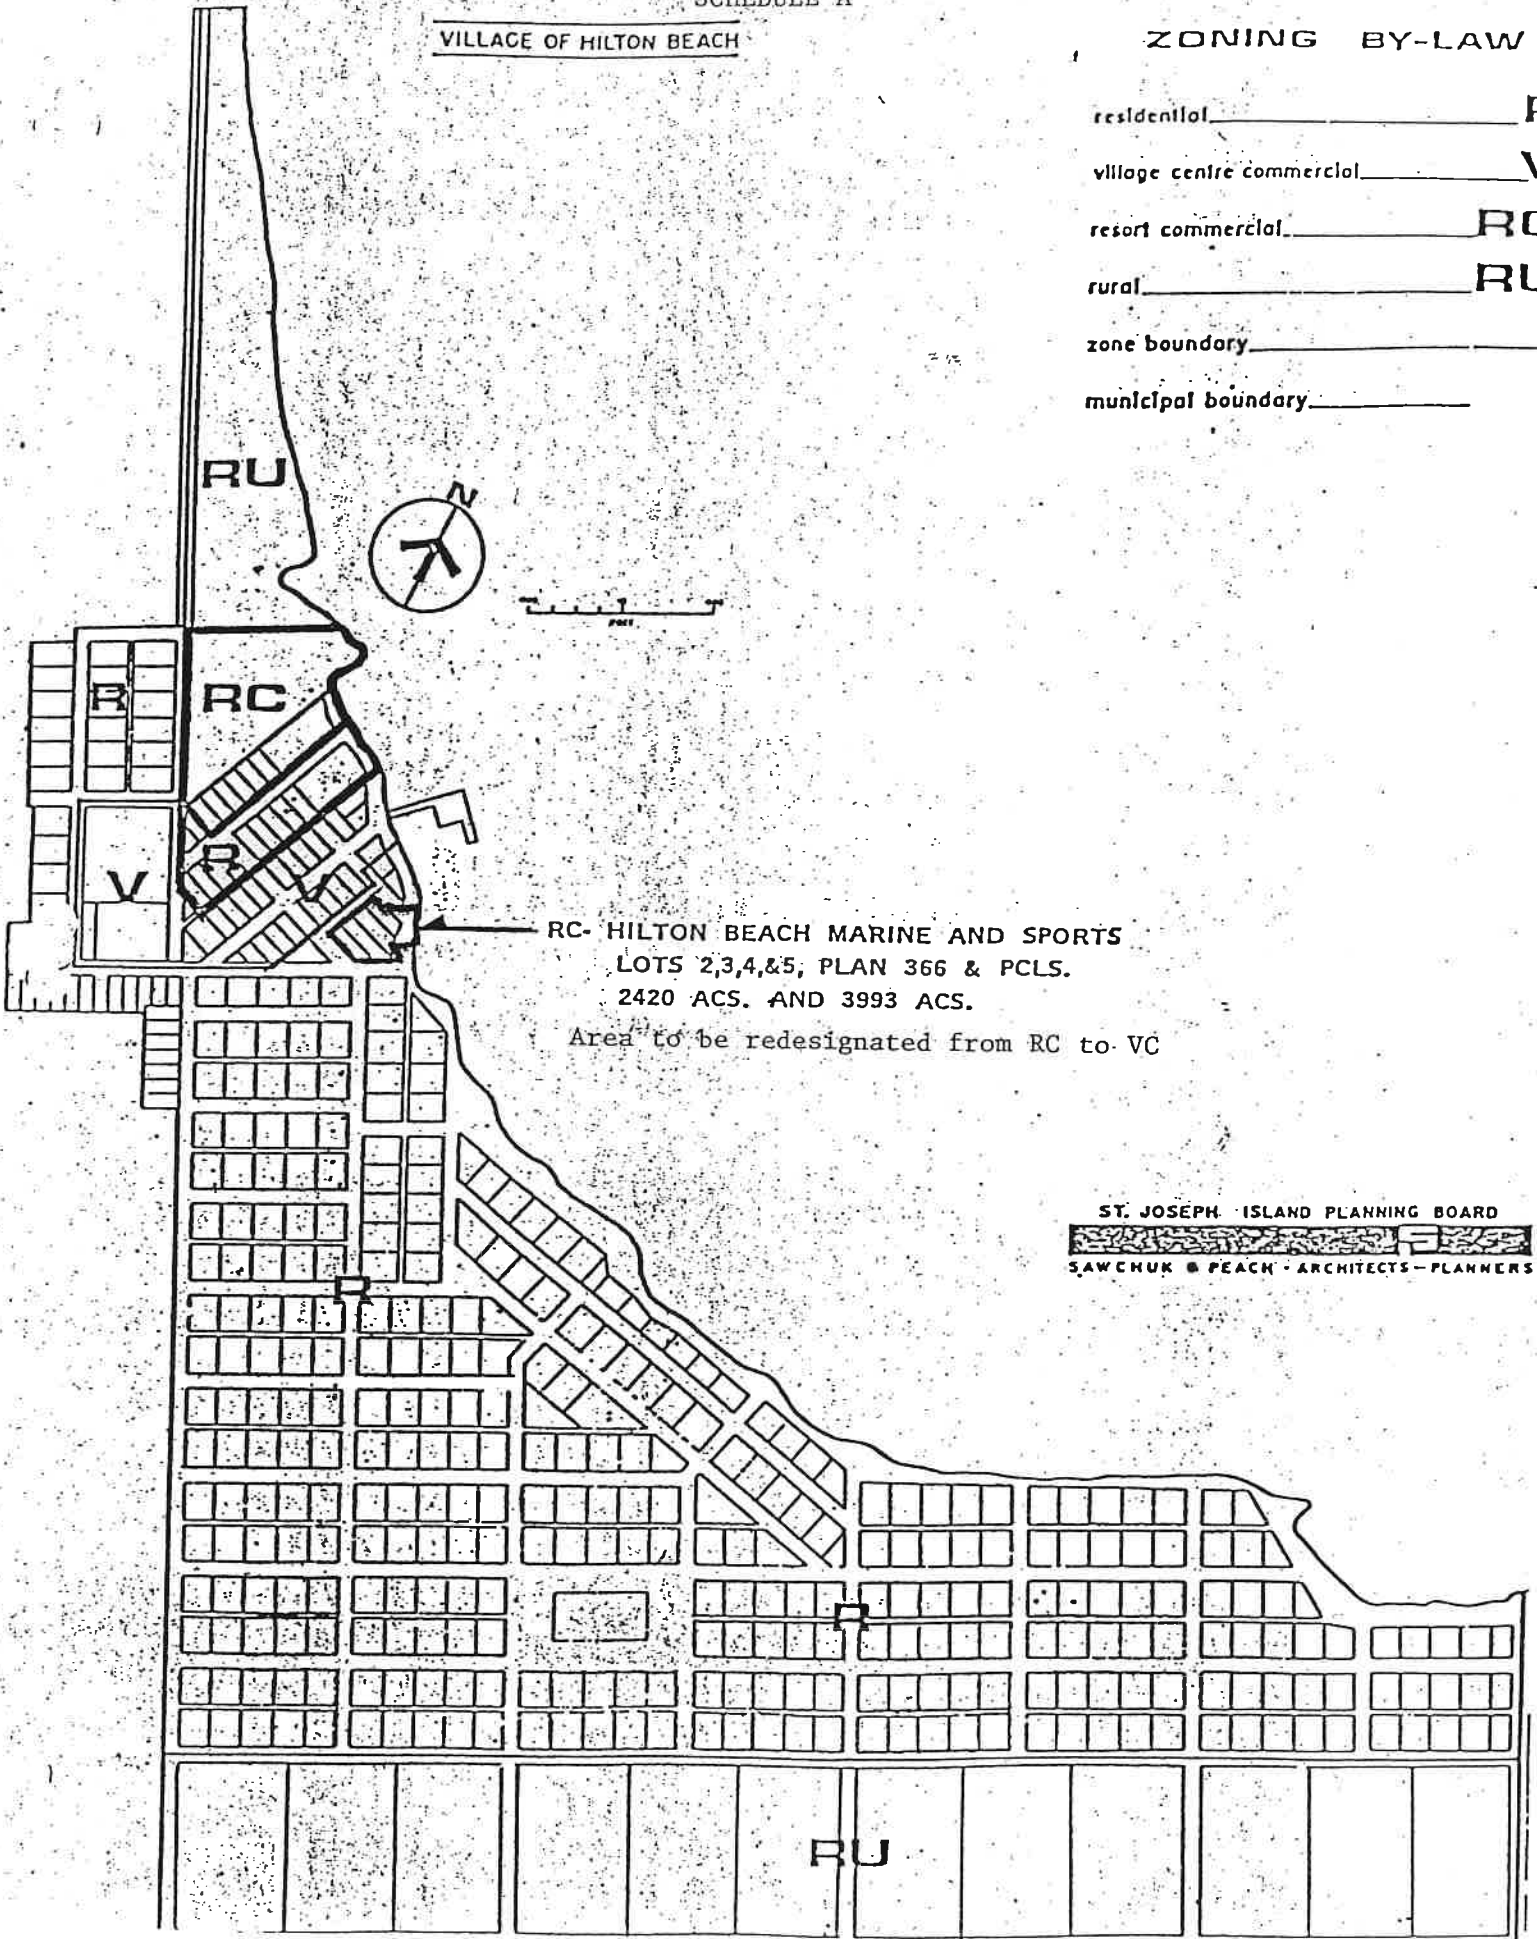 SCHEDULE A
VILLAGE OF HILTON BEACH
ZONING BY-LAW
residential R
village centre commercial V
resort commercial RC
rural RU
zone boundary
municipal boundary
RU
N
R
RC
R
V
V
RC- HILTON BEACH MARINE AND SPORTS
LOTS 2,3,4,&5, PLAN 366 & PCLS.
2420 ACS. AND 3993 ACS.
Area to be redesignated from RC to VC
ST. JOSEPH ISLAND PLANNING BOARD
SAWCHUK & PEACH - ARCHITECTS - PLANNERS
R
R
RU